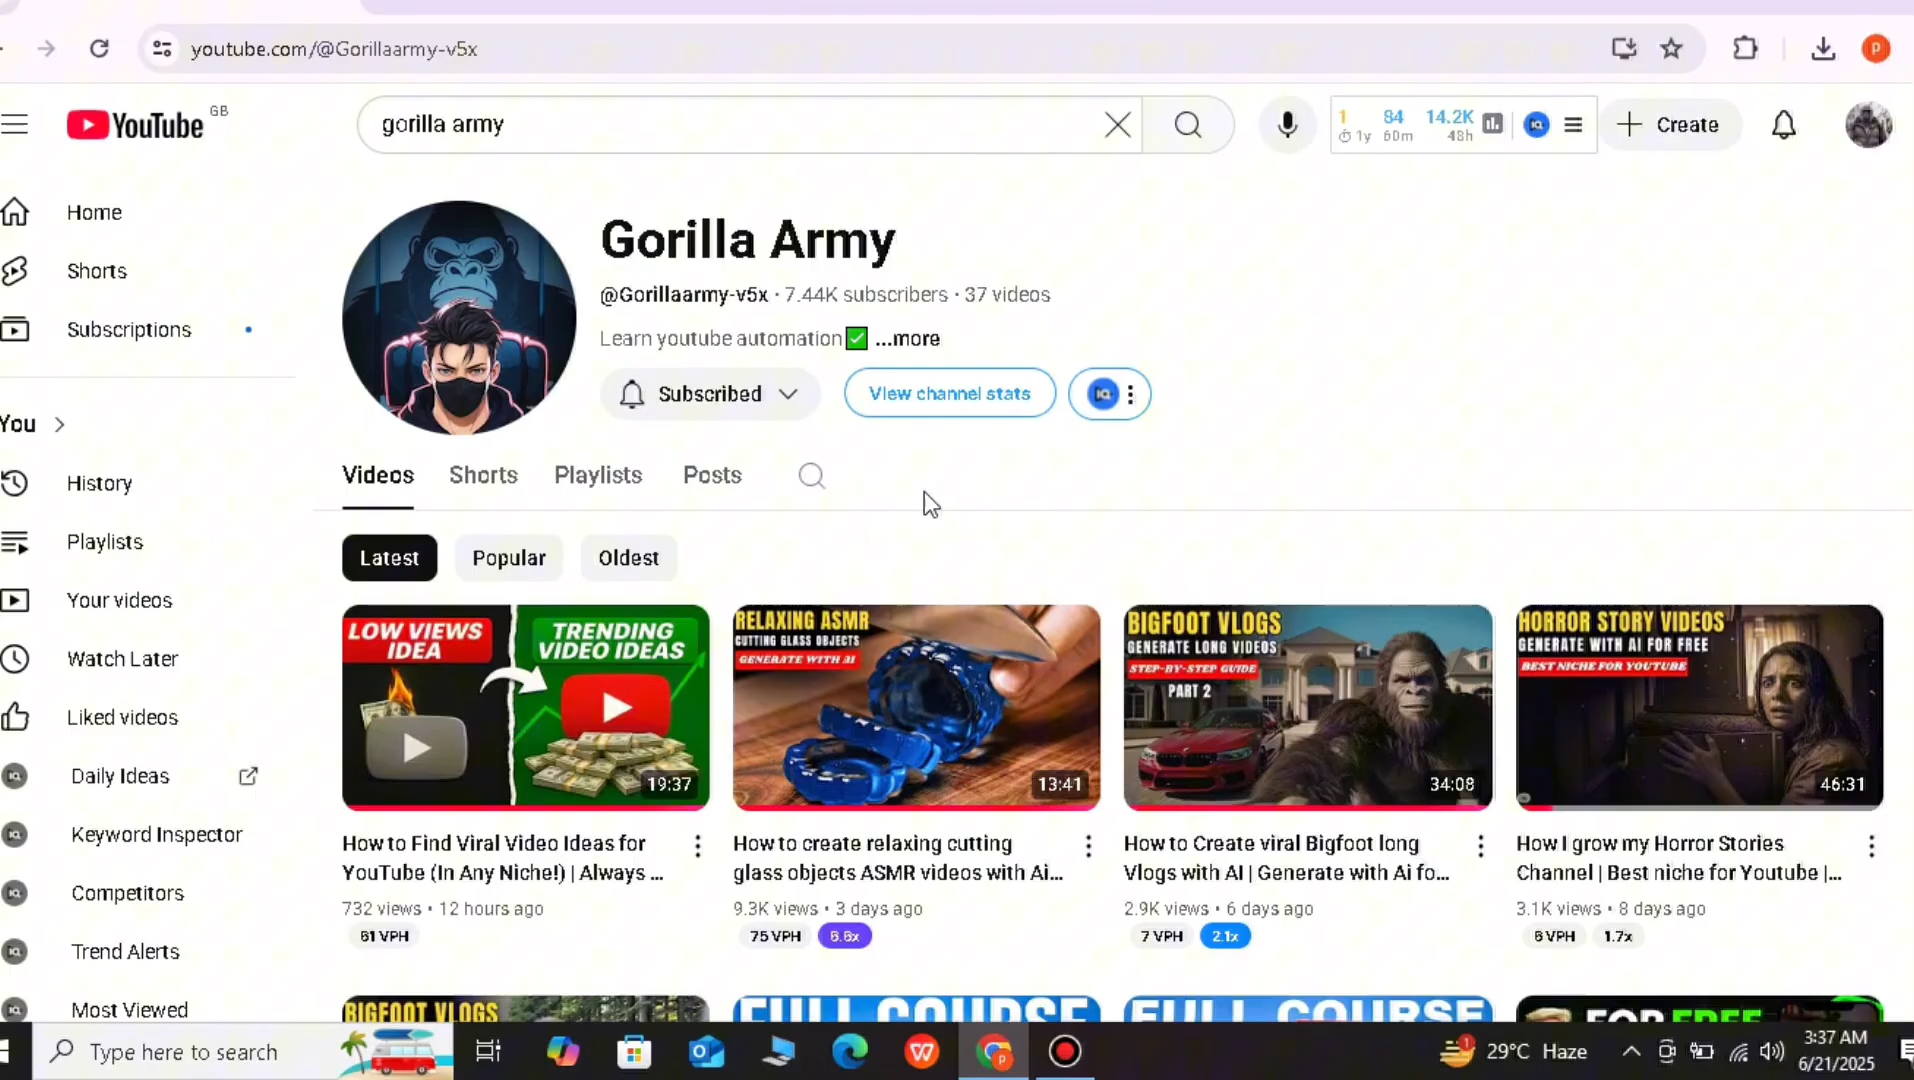 youtube.com/@Gorillaarmy-v5x
P
YouTube GB
gorilla army
1 84 14.2K
1y 60m 48h
Create
Home
Shorts
Subscriptions
You
History
Playlists
Your videos
Watch Later
Liked videos
Daily Ideas
Keyword Inspector
Competitors
Trend Alerts
Most Viewed
Gorilla Army
@Gorillaarmy-v5x · 7.44K subscribers · 37 videos
Learn youtube automation ✅ ...more
Subscribed
View channel stats
Videos Shorts Playlists Posts
Latest Popular Oldest
LOW VIEWS
IDEA
TRENDING
VIDEO IDEAS
19:37
How to Find Viral Video Ideas for
YouTube (In Any Niche!) | Always ...
732 views · 12 hours ago
61 VPH
RELAXING ASMR
CUTTING GLASS OBJECTS
GENERATE WITH AI
13:41
How to create relaxing cutting
glass objects ASMR videos with Ai...
9.3K views · 3 days ago
75 VPH 6.6x
BIGFOOT VLOGS
GENERATE LONG VIDEOS
STEP-BY-STEP GUIDE
PART 2
34:08
How to Create viral Bigfoot long
Vlogs with AI | Generate with Ai fo...
2.9K views · 6 days ago
7 VPH 2.1x
HORROR STORY VIDEOS
GENERATE WITH AI FOR FREE
BEST NICHE FOR YOUTUBE
46:31
How I grow my Horror Stories
Channel | Best niche for Youtube |...
3.1K views · 8 days ago
6 VPH 1.7x
BIGFOOT VLOGS
FULL COURSE
FULL COURSE
FOR FREE
Type here to search
29°C Haze
3:37 AM
6/21/2025